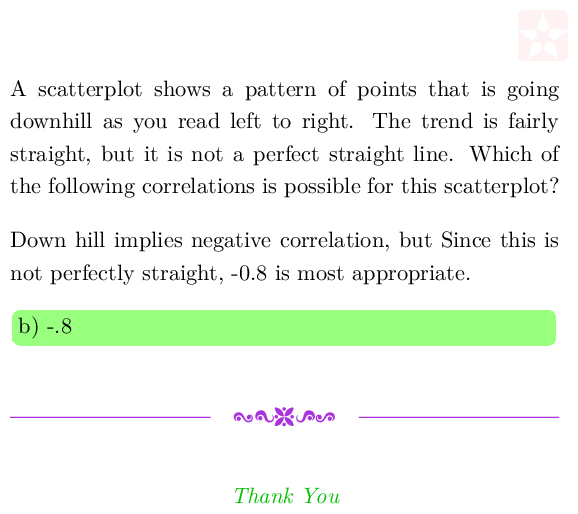 A scatterplot shows a pattern of points that is going
downhill as you read left to right. The trend is fairly
straight, but it is not a perfect straight line. Which of
the following correlations is possible for this scatterplot?
Down hill implies negative correlation, but Since this is
not perfectly straight, -0.8 is most appropriate.
b) -.8
Thank You